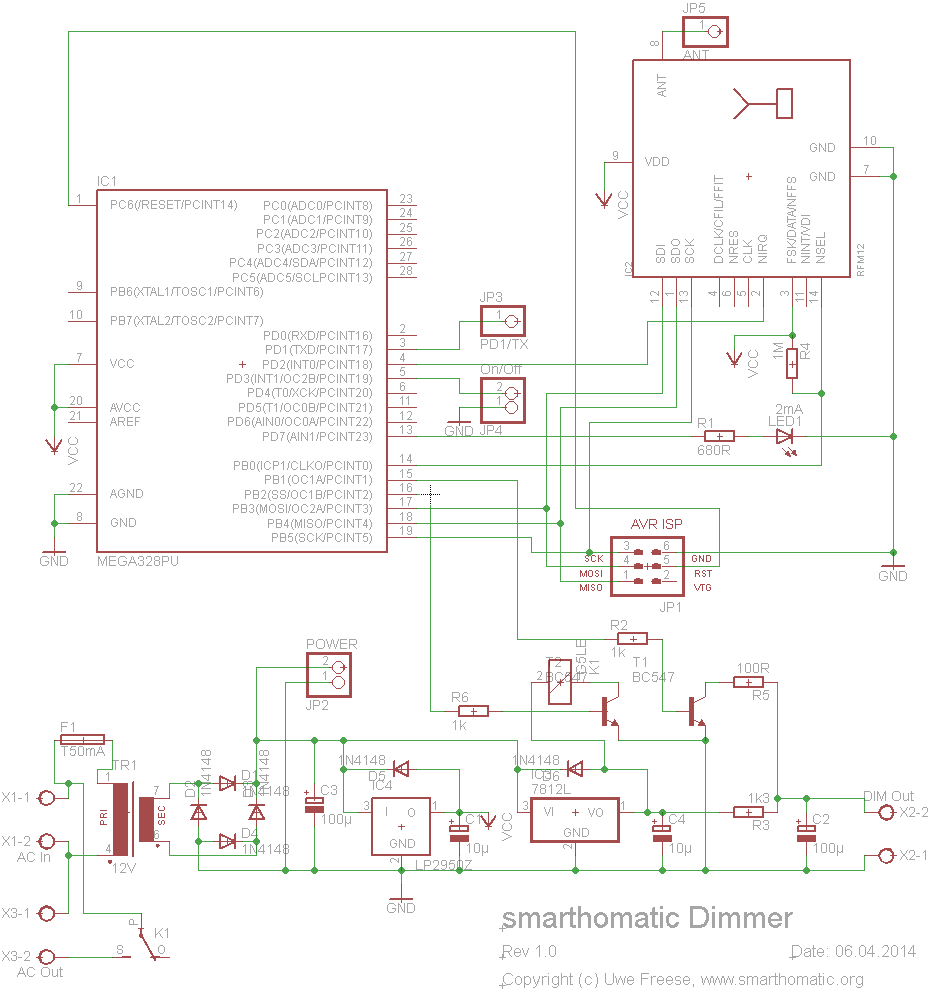 JP5
1
ANT
8
ANT
9
VDD
VCC
GND
10
GND
7
SDI
SDO
SCK
DCLK/CFIL/FFIT
NRES
CLK
NIRQ
FSK/DATA/NFFS
NINT/VDI
NSEL
IC2
RFM12
12
1
13
4
6
5
2
3
11
14
IC1
1
PC6(/RESET/PCINT14)
9
PB6(XTAL1/TOSC1/PCINT6)
10
PB7(XTAL2/TOSC2/PCINT7)
7
VCC
20
AVCC
21
AREF
VCC
22
AGND
8
GND
GND
MEGA328PU
PC0(ADC0/PCINT8)
23
PC1(ADC1/PCINT9)
24
PC2(ADC2/PCINT10)
25
PC3(ADC3/PCINT11)
26
PC4(ADC4/SDA/PCINT12)
27
PC5(ADC5/SCLPCINT13)
28
PD0(RXD/PCINT16)
2
PD1(TXD/PCINT17)
3
PD2(INT0/PCINT18)
4
PD3(INT1/OC2B/PCINT19)
5
PD4(T0/XCK/PCINT20)
6
PD5(T1/OC0B/PCINT21)
11
PD6(AIN0/OC0A/PCINT22)
12
PD7(AIN1/PCINT23)
13
PB0(ICP1/CLKO/PCINT0)
14
PB1(OC1A/PCINT1)
15
PB2(SS/OC1B/PCINT2)
16
PB3(MOSI/OC2A/PCINT3)
17
PB4(MISO/PCINT4)
18
PB5(SCK/PCINT5)
19
JP3
1
PD1/TX
On/Off
2
1
GND
JP4
VCC
1M
R4
R1
680R
2mA
LED1
AVR ISP
3
6
4
5
1
2
SCK
MOSI
MISO
GND
RST
VTG
JP1
GND
R2
1k
T2
BC547
G5LE
K1
2
1
T1
BC547
100R
R5
R6
1k
POWER
2
1
JP2
F1
T50mA
TR1
1
4
PRI
SEC
7
6
12V
X1-1
X1-2
AC In
X3-1
X3-2
AC Out
P
S
O
K1
D2
1N4148
D1
1N4148
D3
1N4148
D4
1N4148
C3
100µ
1N4148
D5
IC4
3
I
O
1
GND
2
LP2950Z
C1
10µ
VCC
GND
1N4148
D6
IC3
7812L
3
VI
VO
1
GND
2
C4
10µ
1k3
R3
C2
100µ
DIM Out
X2-2
X2-1
smarthomatic Dimmer
Rev 1.0
Date: 06.04.2014
Copyright (c) Uwe Freese, www.smarthomatic.org